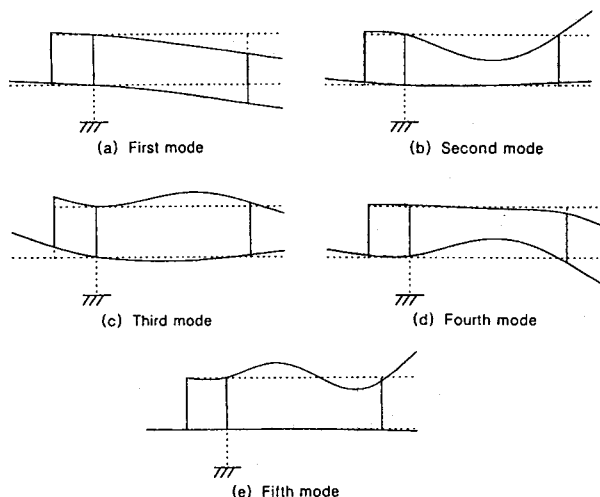 (a) First mode
(b) Second mode
(c) Third mode
(d) Fourth mode
(e) Fifth mode